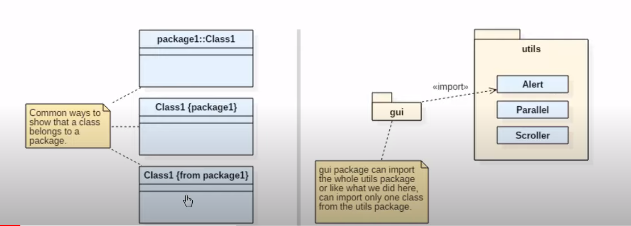 package1::Class1
Class1 {package1}
Class1 {from package1}
Common ways to
show that a class
belongs to a
package.
utils
Alert
Parallel
Scroller
«import»
gui
gui package can import
the whole utils package
or like what we did here,
can import only one class
from the utils package.